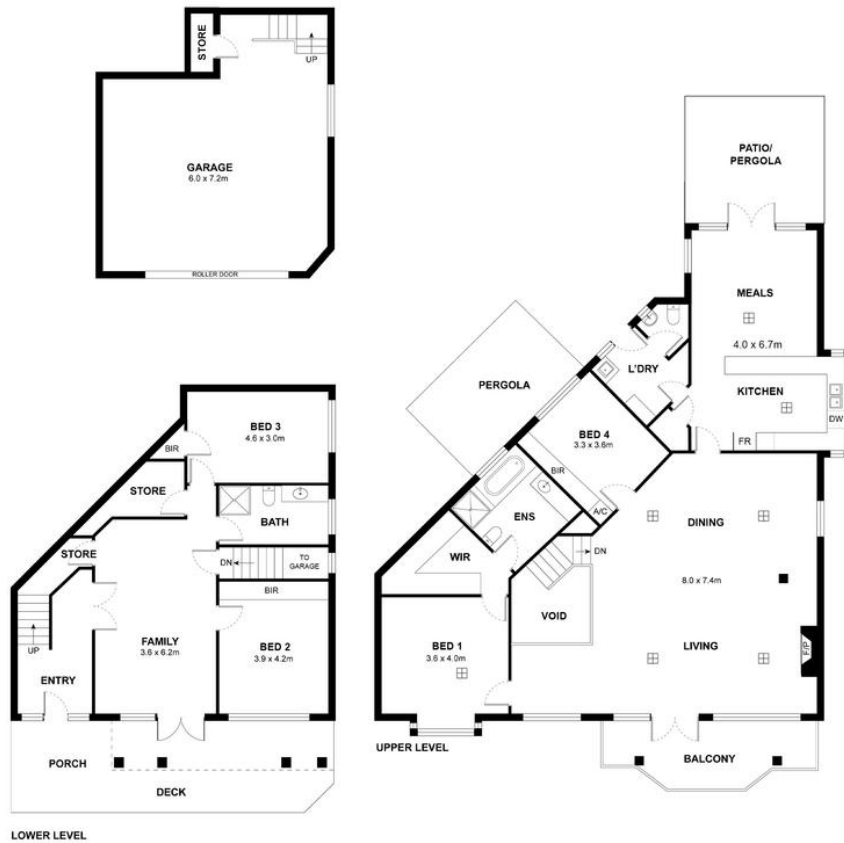 STORE
UP
GARAGE
6.0 x 7.2m
ROLLER DOOR
BED 3
4.6 x 3.0m
BIR
STORE
BATH
STORE
DN
TO
GARAGE
BIR
UP
FAMILY
3.6 x 6.2m
BED 2
3.9 x 4.2m
ENTRY
PORCH
DECK
LOWER LEVEL
PATIO/
PERGOLA
MEALS
4.0 x 6.7m
L'DRY
PERGOLA
KITCHEN
DW
BED 4
3.3 x 3.6m
FR
BIR
A/C
ENS
DINING
WIR
DN
8.0 x 7.4m
VOID
BED 1
3.6 x 4.0m
LIVING
F/P
UPPER LEVEL
BALCONY